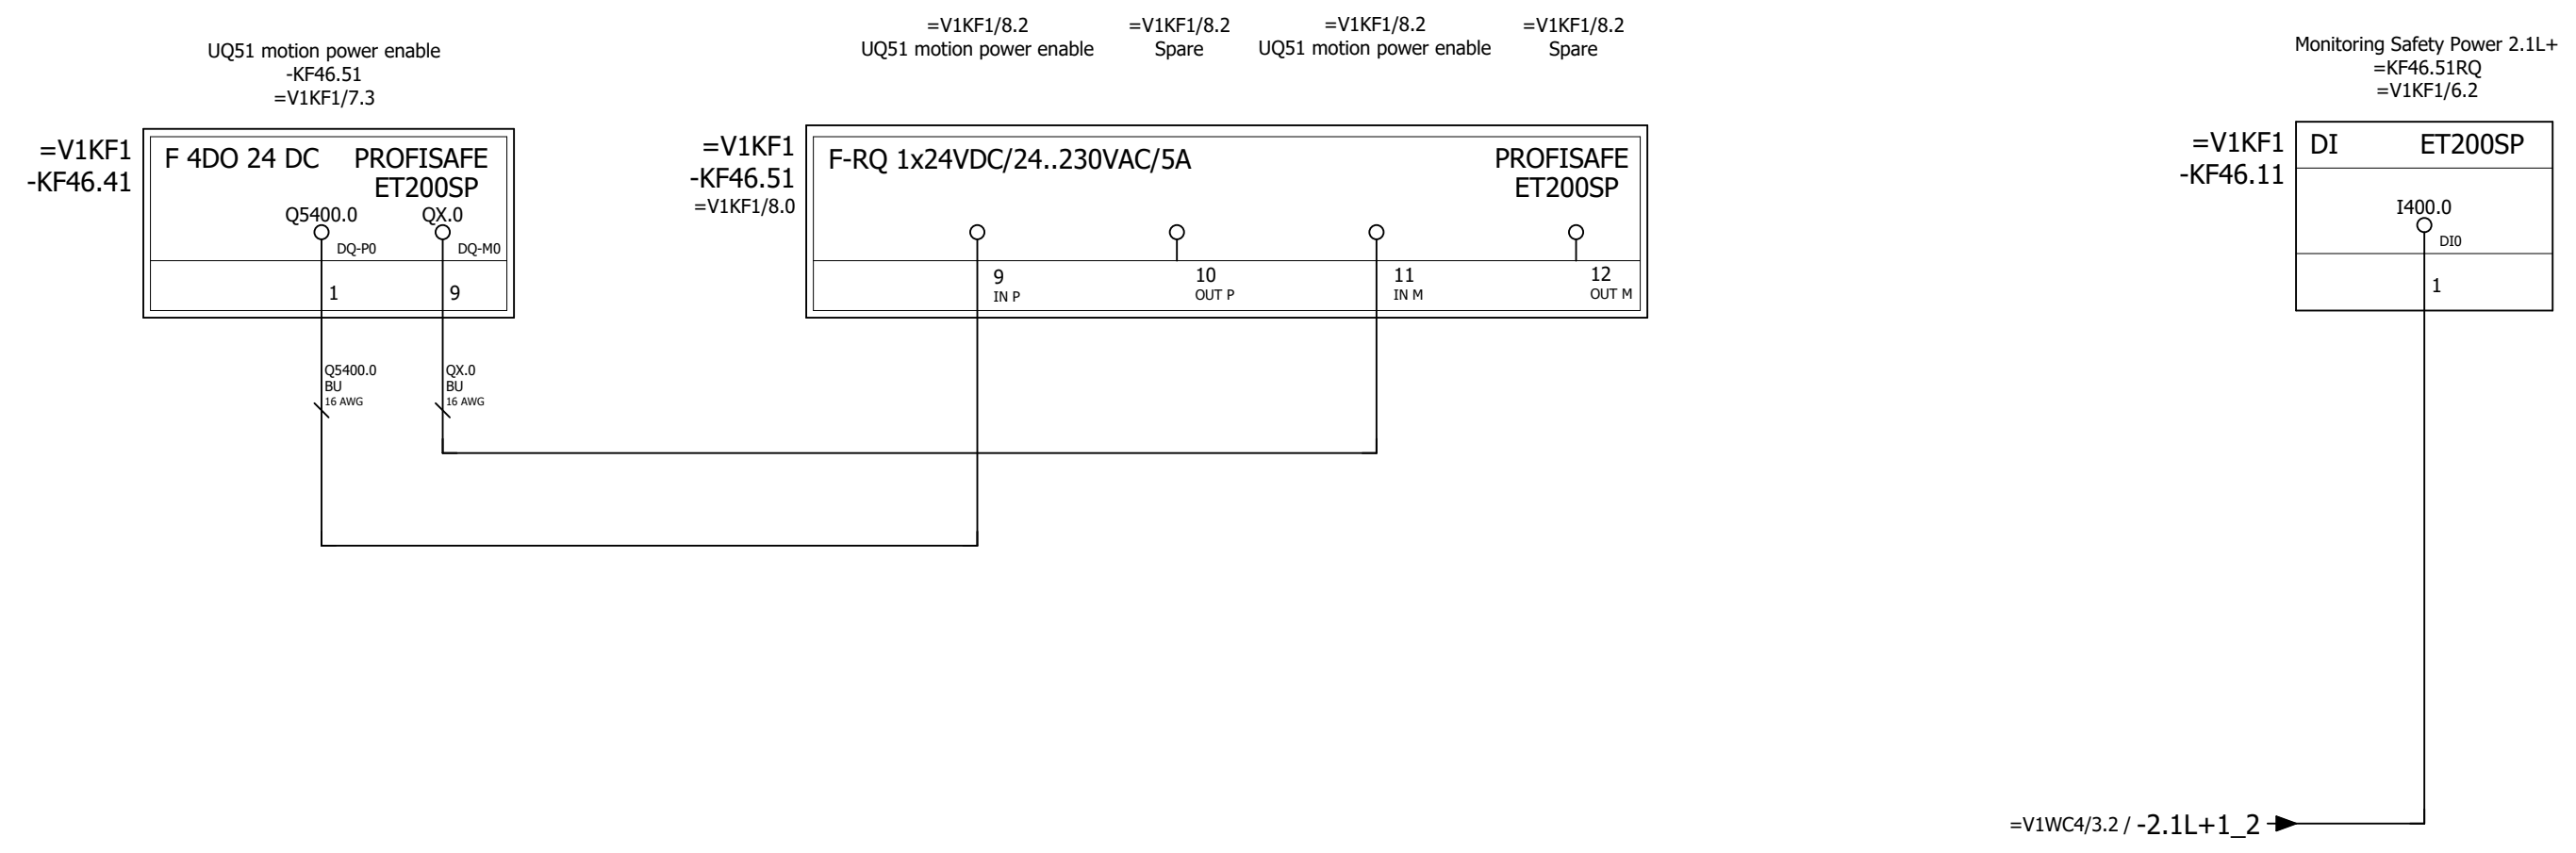 UQ51 motion power enable
-KF46.51
=V1KF1/7.3
=V1KF1
-KF46.41
F 4DO 24 DC PROFISAFE
ET200SP
Q5400.0 QX.0
DQ-P0 DQ-M0
1 9
Q5400.0
BU
16 AWG
QX.0
BU
16 AWG
=V1KF1/8.2
UQ51 motion power enable
=V1KF1/8.2
Spare
=V1KF1/8.2
UQ51 motion power enable
=V1KF1/8.2
Spare
=V1KF1
-KF46.51
=V1KF1/8.0
F-RQ 1x24VDC/24..230VAC/5A PROFISAFE
ET200SP
9
IN P
10
OUT P
11
IN M
12
OUT M
Monitoring Safety Power 2.1L+
=KF46.51RQ
=V1KF1/6.2
=V1KF1
-KF46.11
DI ET200SP
I400.0
DI0
1
=V1WC4/3.2 / -2.1L+1_2